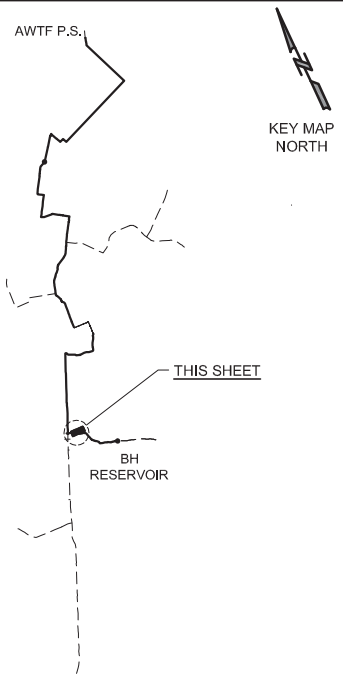 AWTF P.S.
N
KEY MAP
NORTH
THIS SHEET
BH
RESERVOIR